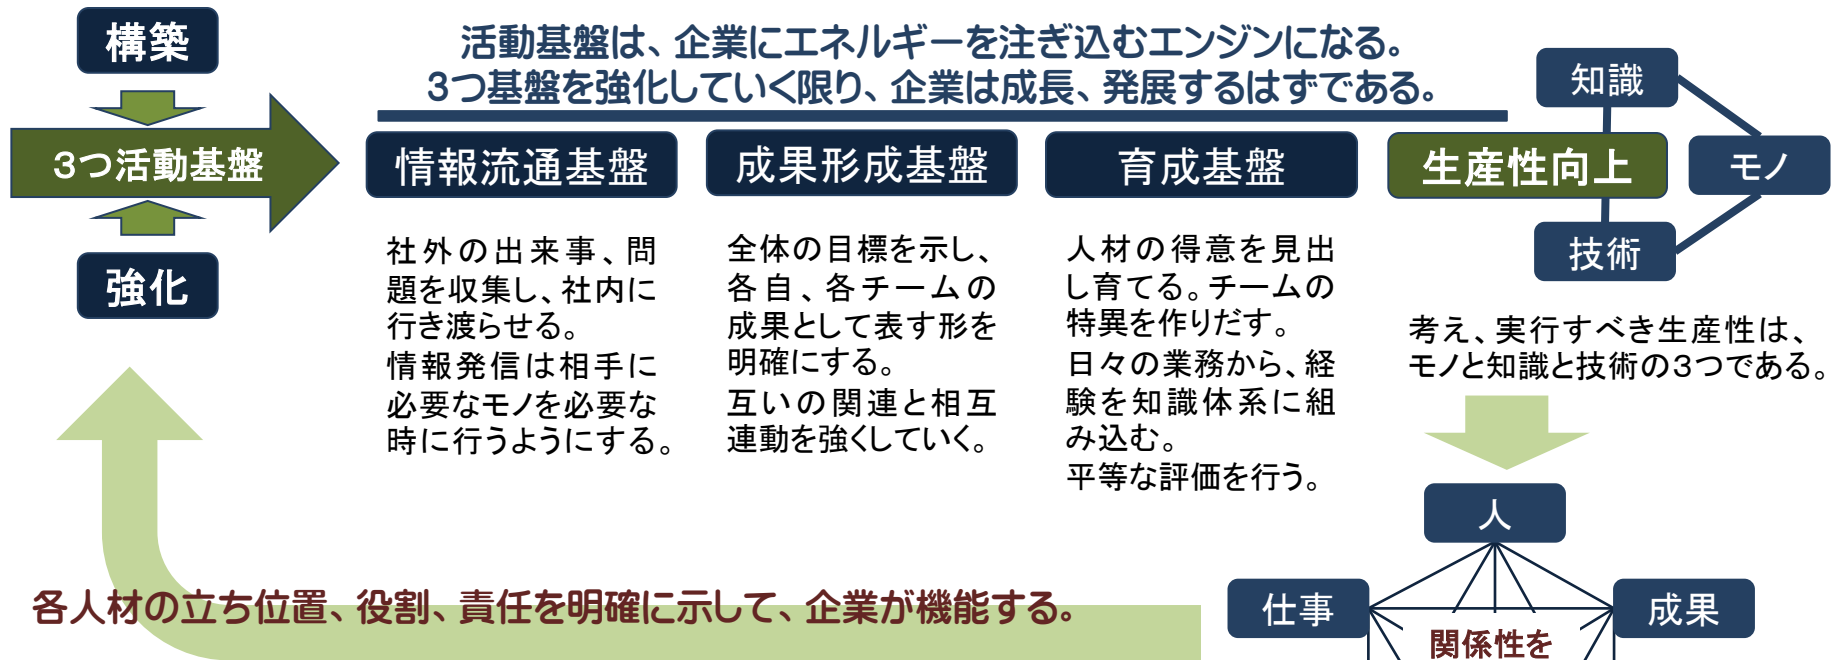 構築
3つ活動基盤
強化
活動基盤は、企業にエネルギーを注ぎ込むエンジンになる。
3つ基盤を強化していく限り、企業は成長、発展するはずである。
情報流通基盤
社外の出来事、問
題を収集し、社内に
行き渡らせる。
情報発信は相手に
必要なモノを必要な
時に行うようにする。
成果形成基盤
全体の目標を示し、
各自、各チームの
成果として表す形を
明確にする。
互いの関連と相互
連動を強くしていく。
育成基盤
人材の得意を見出
し育てる。チームの
特異を作りだす。
日々の業務から、経
験を知識体系に組
み込む。
平等な評価を行う。
知識
生産性向上
モノ
技術
考え、実行すべき生産性は、
モノと知識と技術の3つである。
人
仕事
成果
関係性を
各人材の立ち位置、役割、責任を明確に示して、企業が機能する。